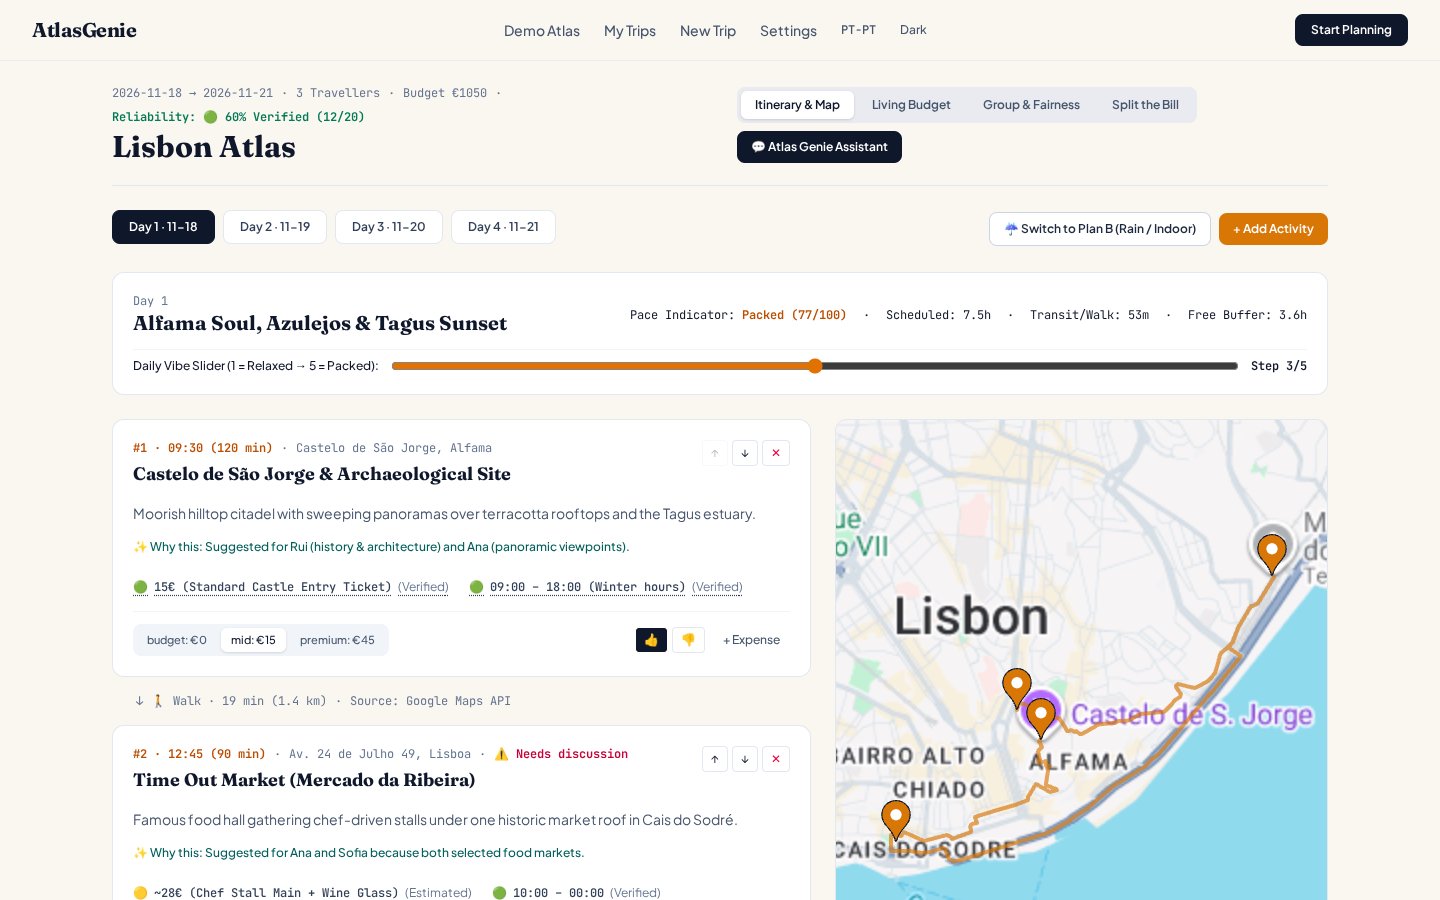 AtlasGenie
Demo Atlas
My Trips
New Trip
Settings
PT-PT
Dark
Start Planning
2026-11-18 → 2026-11-21 · 3 Travellers · Budget €1050 ·
Reliability: 🟢 60% Verified (12/20)
Lisbon Atlas
Itinerary & Map
Living Budget
Group & Fairness
Split the Bill
💬 Atlas Genie Assistant
Day 1 · 11-18
Day 2 · 11-19
Day 3 · 11-20
Day 4 · 11-21
☔ Switch to Plan B (Rain / Indoor)
+ Add Activity
Day 1
Alfama Soul, Azulejos & Tagus Sunset
Pace Indicator: Packed (77/100) · Scheduled: 7.5h · Transit/Walk: 53m · Free Buffer: 3.6h
Daily Vibe Slider (1 = Relaxed → 5 = Packed):
Step 3/5
#1 · 09:30 (120 min) · Castelo de São Jorge, Alfama
↑ ↓ ✕
Castelo de São Jorge & Archaeological Site
Moorish hilltop citadel with sweeping panoramas over terracotta rooftops and the Tagus estuary.
✨ Why this: Suggested for Rui (history & architecture) and Ana (panoramic viewpoints).
🟢 15€ (Standard Castle Entry Ticket) (Verified)
🟢 09:00 – 18:00 (Winter hours) (Verified)
budget: €0
mid: €15
premium: €45
👍 👎 + Expense
↓ 🚶 Walk · 19 min (1.4 km) · Source: Google Maps API
#2 · 12:45 (90 min) · Av. 24 de Julho 49, Lisboa · ⚠️ Needs discussion
↑ ↓ ✕
Time Out Market (Mercado da Ribeira)
Famous food hall gathering chef-driven stalls under one historic market roof in Cais do Sodré.
✨ Why this: Suggested for Ana and Sofia because both selected food markets.
🟡 ~28€ (Chef Stall Main + Wine Glass) (Estimated)
🟢 10:00 – 00:00 (Verified)
ue
o VII
M
do
Te
Lisbon
Castelo de S. Jorge
AIRRO ALTO
ALFAMA
CHIADO
CAIS DO SODRE